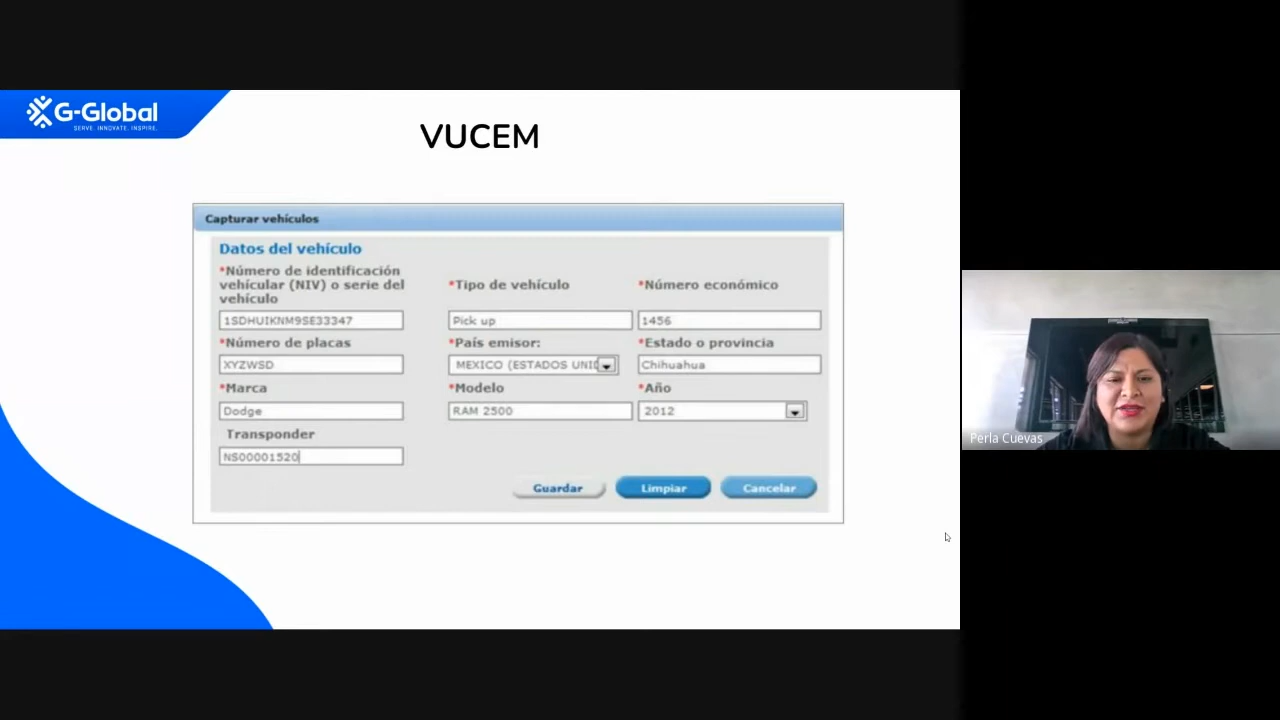 G-Global
SERVE. INNOVATE. INSPIRE.
VUCEM
Capturar vehículos
Datos del vehículo
*Número de identificación
vehícular (NIV) o serie del
vehículo
*Tipo de vehículo
*Número económico
1SDHUIKNM9SE33347
Pick up
1456
*Número de placas
*País emisor:
*Estado o provincia
XYZWSD
MEXICO (ESTADOS UNID
Chihuahua
*Marca
*Modelo
*Año
Dodge
RAM 2500
2012
Transponder
NS00001520
Guardar
Limpiar
Cancelar
Perla Cuevas